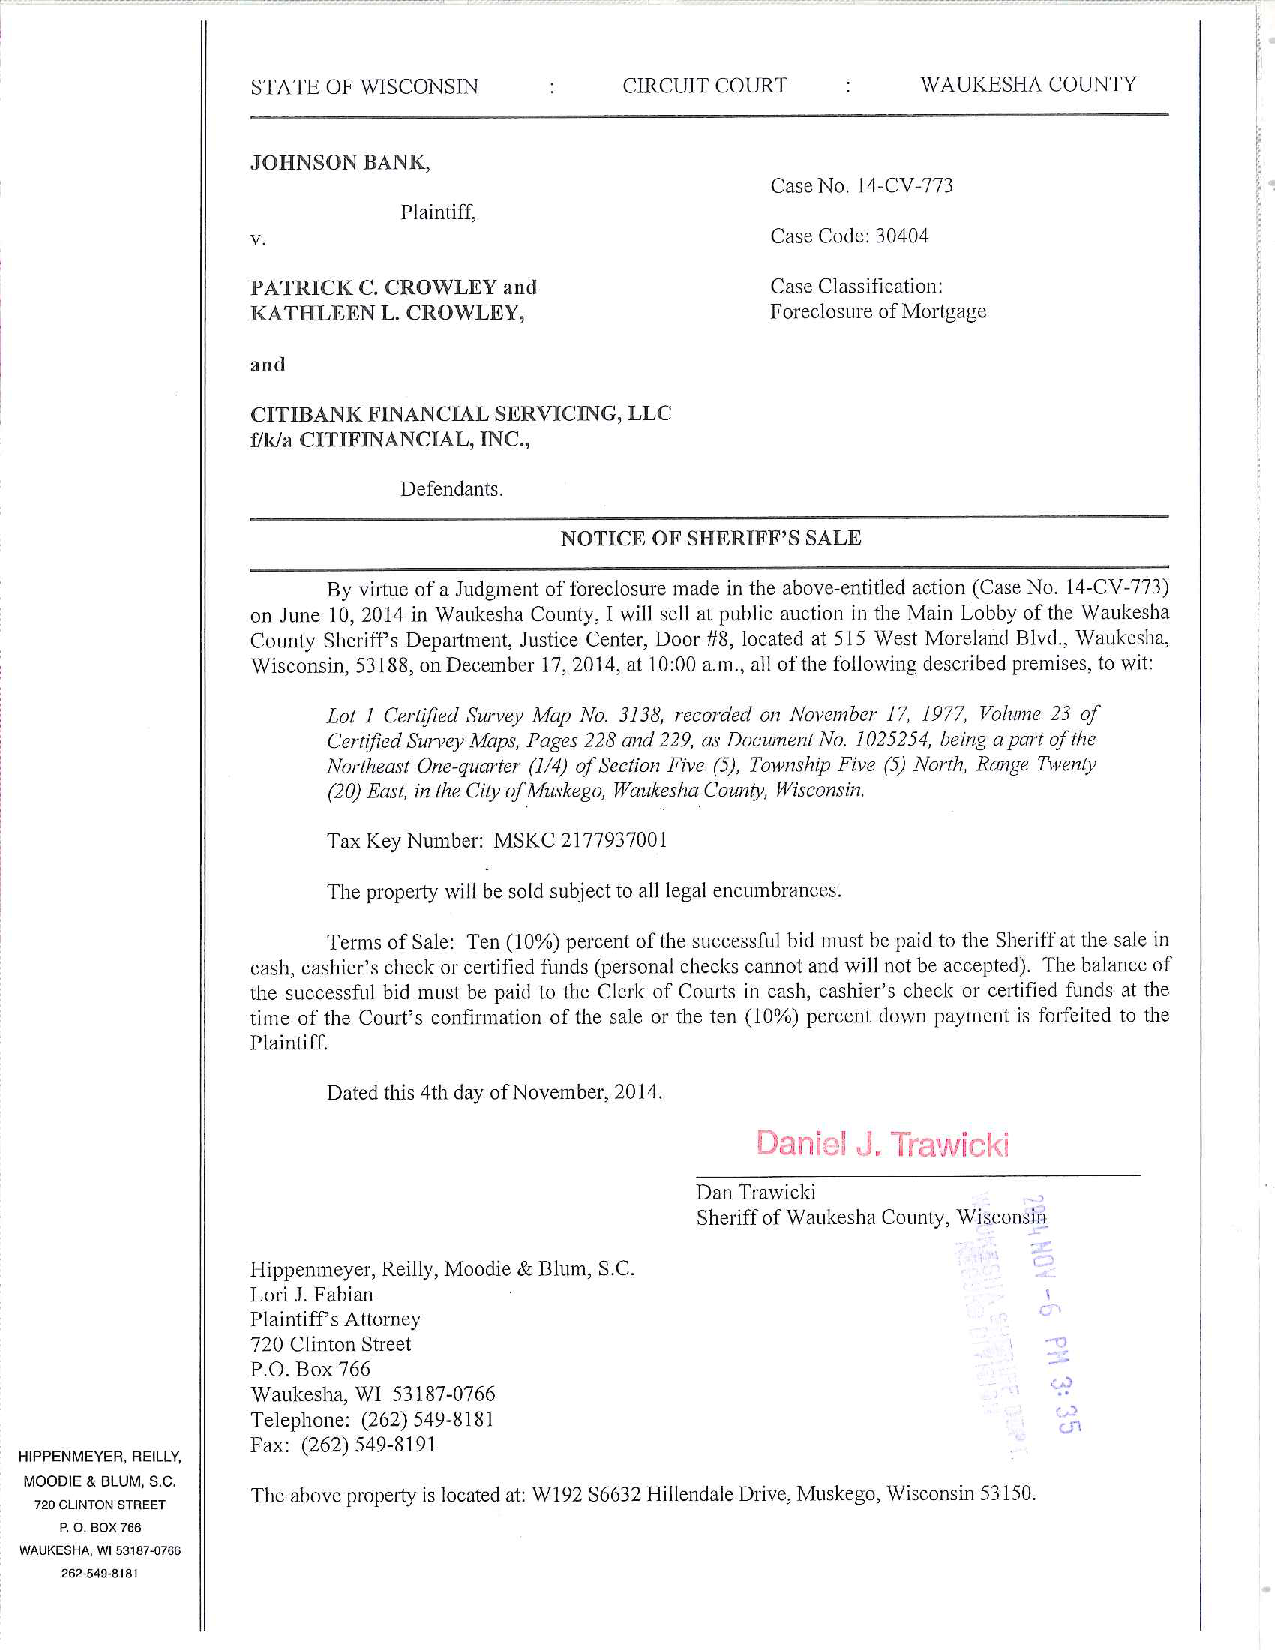 STATE OF WISCONSIN : CIRCUIT COURT : WAUKESHA COUNTY
JOHNSON BANK,
Case No. 14-CV-773
Plaintiff,
v.
Case Code: 30404
PATRICK C. CROWLEY and
KATHLEEN L. CROWLEY,
Case Classification:
Foreclosure of Mortgage
and
CITIBANK FINANCIAL SERVICING, LLC
f/k/a CITIFINANCIAL, INC.,
Defendants.
NOTICE OF SHERIFF'S SALE
By virtue of a Judgment of foreclosure made in the above-entitled action (Case No. 14-CV-773)
on June 10, 2014 in Waukesha County, I will sell at public auction in the Main Lobby of the Waukesha
County Sheriff's Department, Justice Center, Door #8, located at 515 West Moreland Blvd., Waukesha,
Wisconsin, 53188, on December 17, 2014, at 10:00 a.m., all of the following described premises, to wit:
Lot 1 Certified Survey Map No. 3138, recorded on November 17, 1977, Volume 23 of
Certified Survey Maps, Pages 228 and 229, as Document No. 1025254, being a part of the
Northeast One-quarter (1/4) of Section Five (5), Township Five (5) North, Range Twenty
(20) East, in the City of Muskego, Waukesha County, Wisconsin.
Tax Key Number: MSKC 2177937001
The property will be sold subject to all legal encumbrances.
Terms of Sale: Ten (10%) percent of the successful bid must be paid to the Sheriff at the sale in
cash, cashier's check or certified funds (personal checks cannot and will not be accepted). The balance of
the successful bid must be paid to the Clerk of Courts in cash, cashier's check or certified funds at the
time of the Court's confirmation of the sale or the ten (10%) percent down payment is forfeited to the
Plaintiff.
Dated this 4th day of November, 2014.
Daniel J. Trawicki
Dan Trawicki
Sheriff of Waukesha County, Wisconsin
2014 NOV -6 PM 3:35
Hippenmeyer, Reilly, Moodie & Blum, S.C.
Lori J. Fabian
Plaintiff's Attorney
720 Clinton Street
P.O. Box 766
Waukesha, WI 53187-0766
Telephone: (262) 549-8181
Fax: (262) 549-8191
The above property is located at: W192 S6632 Hillendale Drive, Muskego, Wisconsin 53150.
HIPPENMEYER, REILLY,
MOODIE & BLUM, S.C.
720 CLINTON STREET
P. O. BOX 766
WAUKESHA, WI 53187-0766
262-549-8181